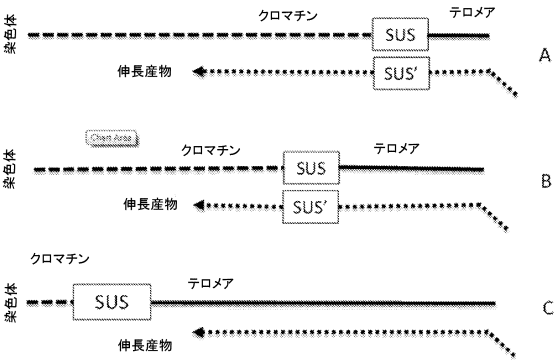 クロマチン
テロメア
染色体
SUS
A
伸長産物
SUS'
Chart Area
クロマチン
テロメア
染色体
SUS
B
伸長産物
SUS'
クロマチン
テロメア
染色体
SUS
C
伸長産物